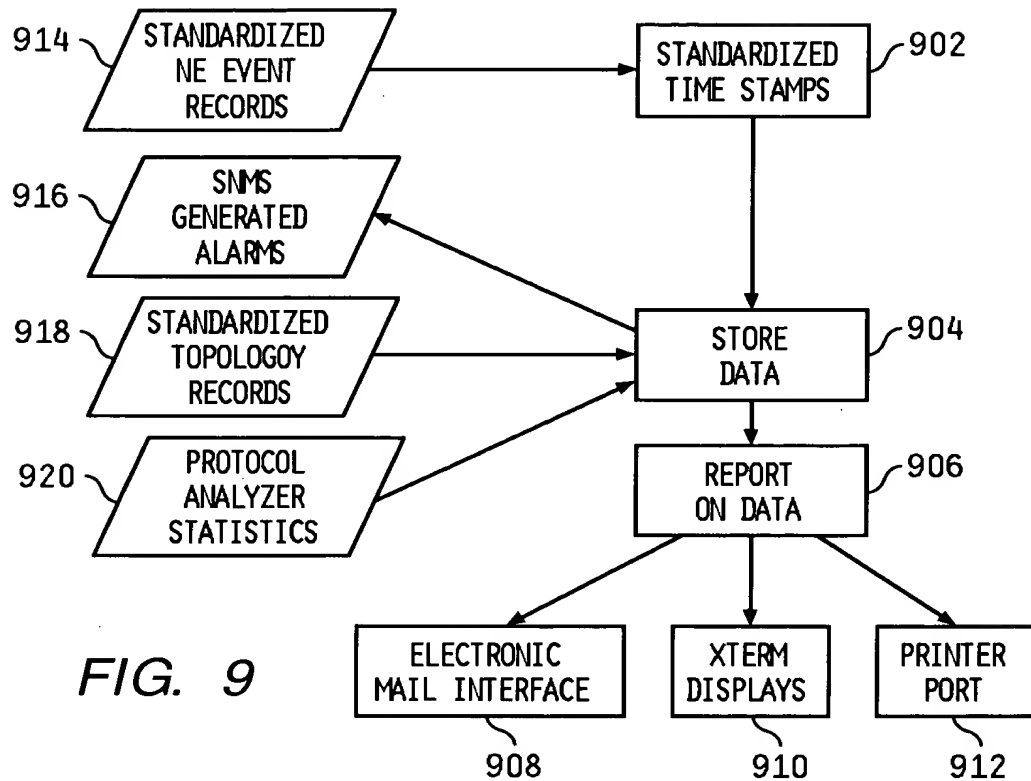 914
STANDARDIZED
NE EVENT
RECORDS
STANDARDIZED
TIME STAMPS
902
916
SNMS
GENERATED
ALARMS
918
STANDARDIZED
TOPOLOGOY
RECORDS
STORE
DATA
904
920
PROTOCOL
ANALYZER
STATISTICS
REPORT
ON DATA
906
ELECTRONIC
MAIL INTERFACE
908
XTERM
DISPLAYS
910
PRINTER
PORT
912
FIG. 9